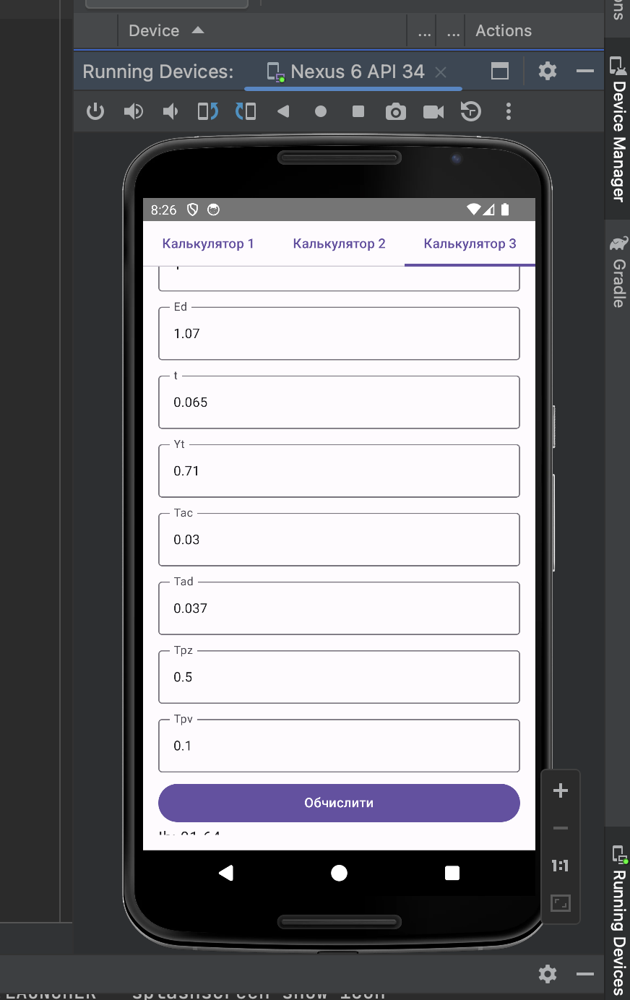 ons
Device
... ... Actions
Running Devices: Nexus 6 API 34
Device Manager
Gradle
8:26
Калькулятор 1 Калькулятор 2 Калькулятор 3
Ed
1.07
t
0.065
Yt
0.71
Tac
0.03
Tad
0.037
Tpz
0.5
Tpv
0.1
Обчислити
1:1
Running Devices